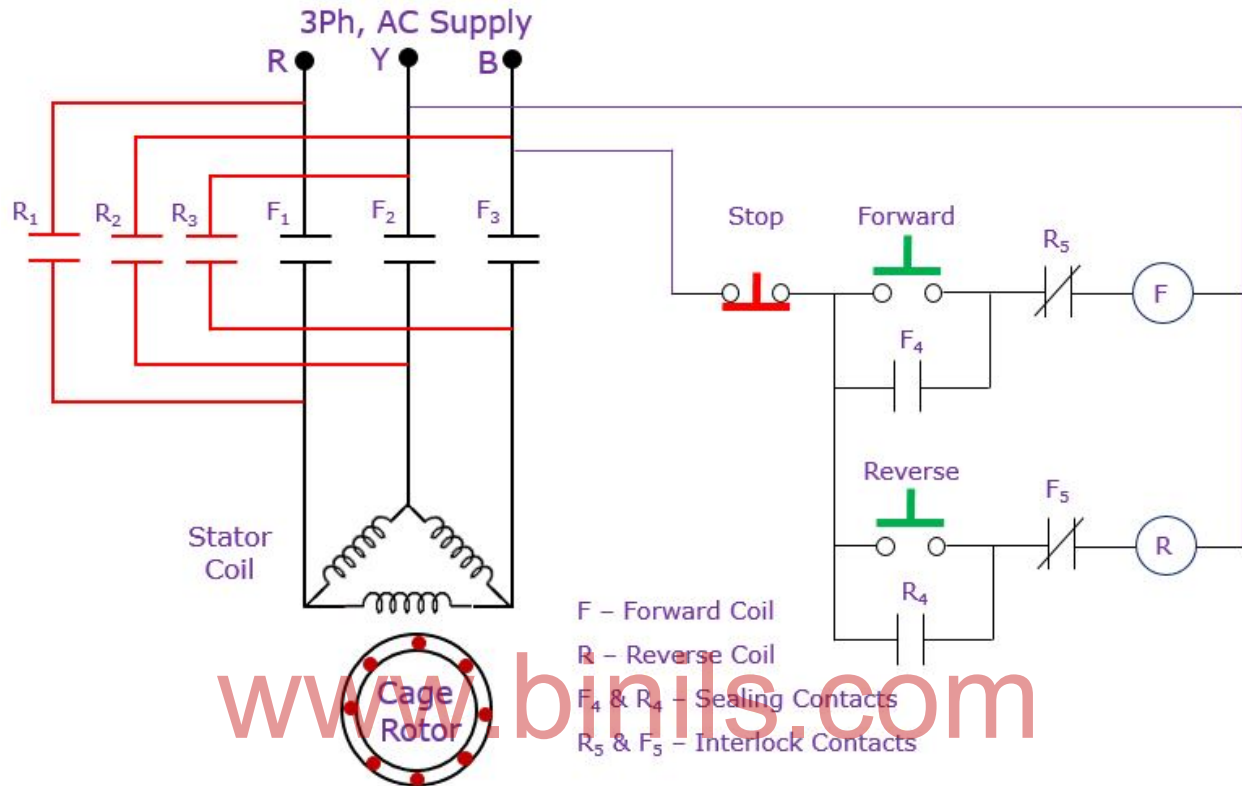 3Ph, AC Supply
R Y B
R₁ R₂ R₃ F₁ F₂ F₃
Stop Forward R₅
F
F₄
Reverse F₅
R
R₄
Stator
Coil
F – Forward Coil
R – Reverse Coil
F₄ & R₄ – Sealing Contacts
R₅ & F₅ – Interlock Contacts
Cage
Rotor
www.binils.com